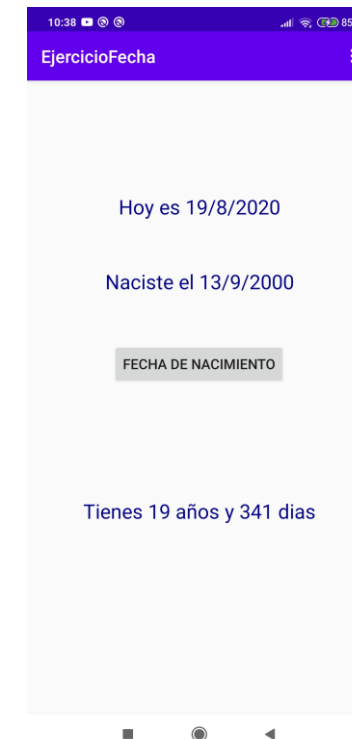 10:38 85
EjercicioFecha
Hoy es 19/8/2020
Naciste el 13/9/2000
FECHA DE NACIMIENTO
Tienes 19 años y 341 dias